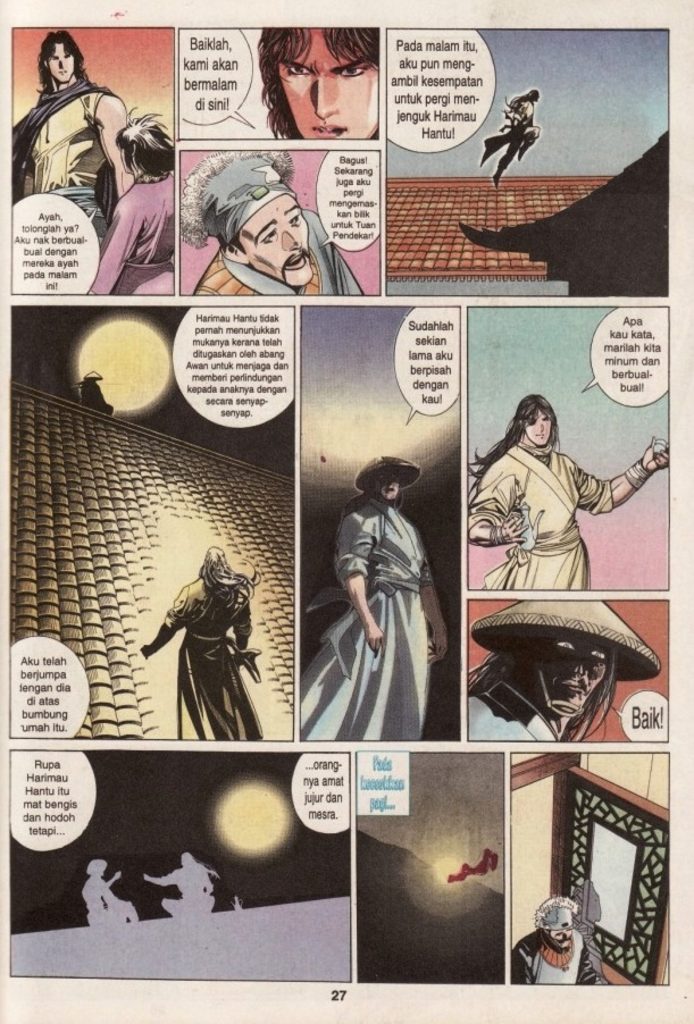 Ayah,
tolonglah ya?
Aku nak berbual-
bual dengan
mereka ayah
pada malam
ini!
Baiklah,
kami akan
bermalam
di sini!
Bagus!
Sekarang
juga aku
pergi
mengemas-
kan bilik
untuk Tuan
Pendekar!
Pada malam itu,
aku pun meng-
ambil kesempatan
untuk pergi men-
jenguk Harimau
Hantu!
Harimau Hantu tidak
pernah menunjukkan
mukanya kerana telah
ditugaskan oleh abang
Awan untuk menjaga dan
memberi perlindungan
kepada anaknya dengan
secara senyap-
senyap.
Aku telah
berjumpa
dengan dia
di atas
bumbung
rumah itu.
Sudahlah
sekian
lama aku
berpisah
dengan
kau!
Apa
kau kata,
marilah kita
minum dan
berbual-
bual!
Baik!
Rupa
Harimau
Hantu itu
mat bengis
dan hodoh
tetapi...
...orang-
nya amat
jujur dan
mesra.
Pada
keesokkan
pagi...
27